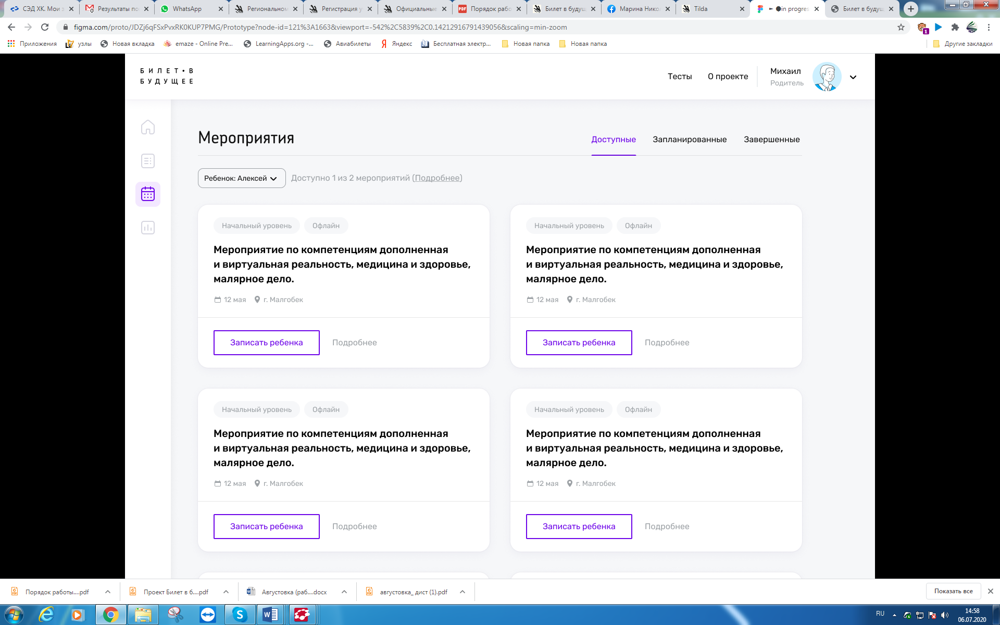 СЭД ХК. Мои з
Результаты по
WhatsApp
Региональном
Регистрация у
Официальные
Порядок рабо
Билет в будущ
Марина Нико
Tilda
in progres
Билет в будущ
figma.com/proto/JDZj6qFSxPvxRK0KUP7PMG/Prototype?node-id=121%3A1663&viewport=-542%2C5839%2C0.14212916791439056&scaling=min-zoom
Приложения
узлы
Новая вкладка
emaze - Online Pre...
LearningApps.org -...
Авиабилеты
Яндекс
Бесплатная электр...
Новая папка
Новая папка
Другие закладки
БИЛЕТ•В
БУДУЩЕЕ
Тесты
О проекте
Михаил
Родитель
Мероприятия
Доступные
Запланированные
Завершенные
Ребенок: Алексей
Доступно 1 из 2 мероприятий (Подробнее)
Начальный уровень
Офлайн
Мероприятие по компетенциям дополненная
и виртуальная реальность, медицина и здоровье,
малярное дело.
12 мая
г. Малгобек
Записать ребенка
Подробнее
Начальный уровень
Офлайн
Мероприятие по компетенциям дополненная
и виртуальная реальность, медицина и здоровье,
малярное дело.
12 мая
г. Малгобек
Записать ребенка
Подробнее
Начальный уровень
Офлайн
Мероприятие по компетенциям дополненная
и виртуальная реальность, медицина и здоровье,
малярное дело.
12 мая
г. Малгобек
Записать ребенка
Подробнее
Начальный уровень
Офлайн
Мероприятие по компетенциям дополненная
и виртуальная реальность, медицина и здоровье,
малярное дело.
12 мая
г. Малгобек
Записать ребенка
Подробнее
Порядок работы....pdf
Проект Билет в б....pdf
Августовка (раб....docx
августовка_ дист (1).pdf
Показать все
RU
14:58
06.07.2020